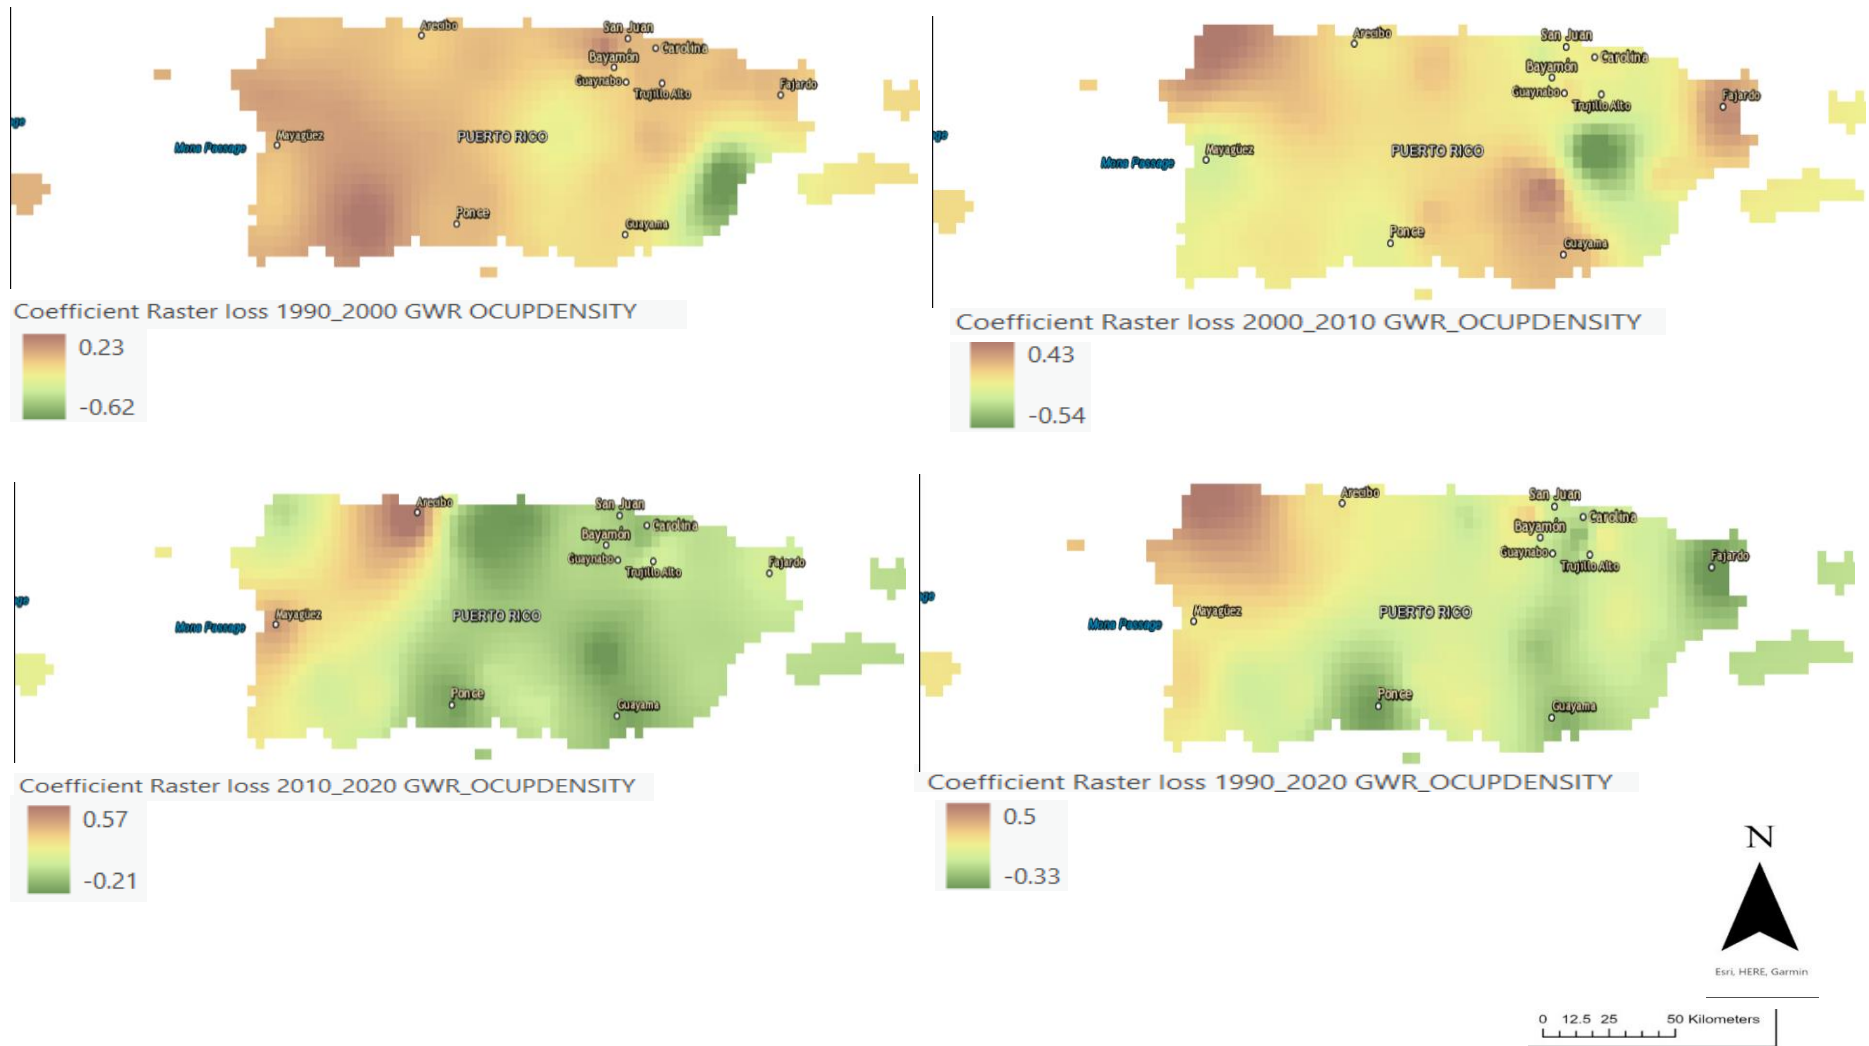 Arecibo
San Juan
Carolina
Bayamón
Guaynabo
Trujillo Alto
Fajardo
Mayagüez
PUERTO RICO
Mona Passage
Ponce
Guayama
Coefficient Raster loss 1990_2000 GWR OCUPDENSITY
0.23
-0.62
Arecibo
San Juan
Carolina
Bayamón
Guaynabo
Trujillo Alto
Fajardo
Mayagüez
PUERTO RICO
Mona Passage
Ponce
Guayama
Coefficient Raster loss 2000_2010 GWR_OCUPDENSITY
0.43
-0.54
Arecibo
San Juan
Carolina
Bayamón
Guaynabo
Trujillo Alto
Fajardo
Mayagüez
PUERTO RICO
Mona Passage
Ponce
Guayama
Coefficient Raster loss 2010_2020 GWR_OCUPDENSITY
0.57
-0.21
Arecibo
San Juan
Carolina
Bayamón
Guaynabo
Trujillo Alto
Fajardo
Mayagüez
PUERTO RICO
Mona Passage
Ponce
Guayama
Coefficient Raster loss 1990_2020 GWR_OCUPDENSITY
0.5
-0.33
N
Esri, HERE, Garmin
0 12.5 25 50 Kilometers